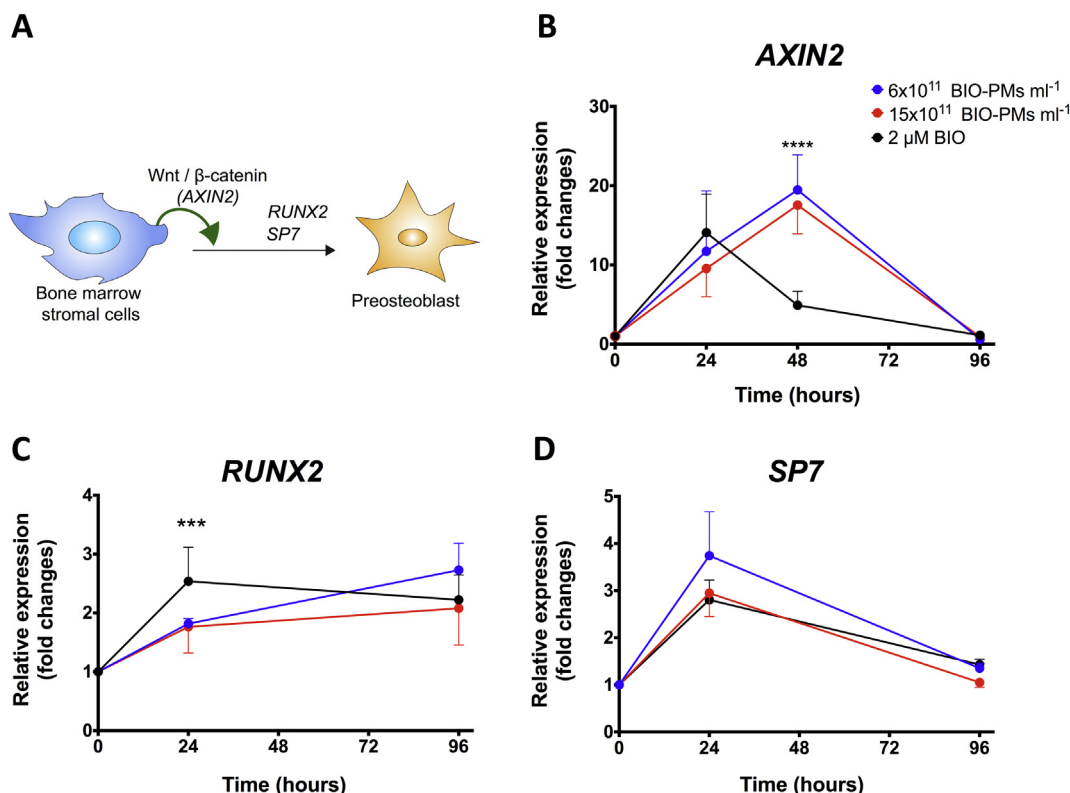 A
Wnt / β-catenin
(AXIN2)
RUNX2
SP7
Bone marrow
stromal cells
Preosteoblast
B
AXIN2
6x10¹¹ BIO-PMs ml⁻¹
15x10¹¹ BIO-PMs ml⁻¹
2 µM BIO
****
Relative expression
(fold changes)
30
20
10
0
0 24 48 72 96
Time (hours)
C
RUNX2
***
Relative expression
(fold changes)
4
3
2
1
0
0 24 48 72 96
Time (hours)
D
SP7
Relative expression
(fold changes)
5
4
3
2
1
0
0 24 48 72 96
Time (hours)